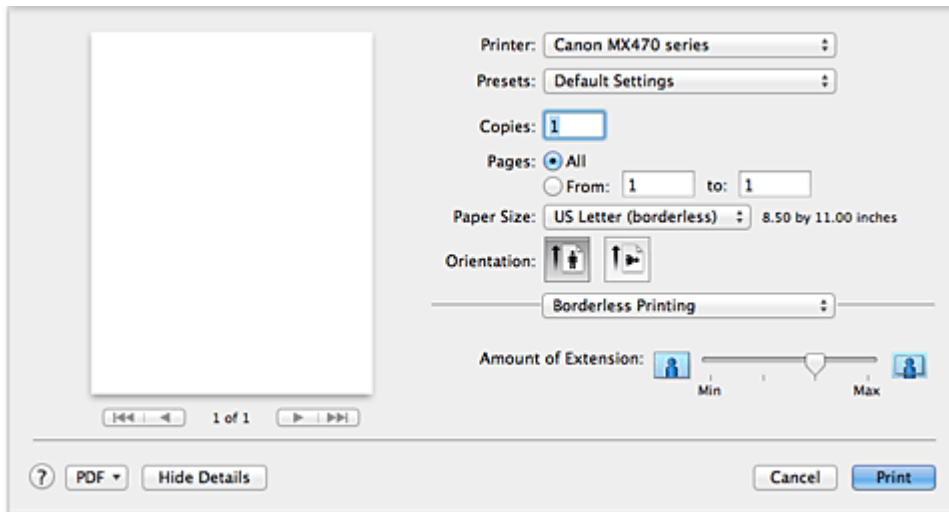 Printer: Canon MX470 series
Presets: Default Settings
Copies: 1
Pages: All
From: 1 to: 1
Paper Size: US Letter (borderless) 8.50 by 11.00 inches
Orientation:
Borderless Printing
Amount of Extension:
Min Max
1 of 1
? PDF Hide Details Cancel Print